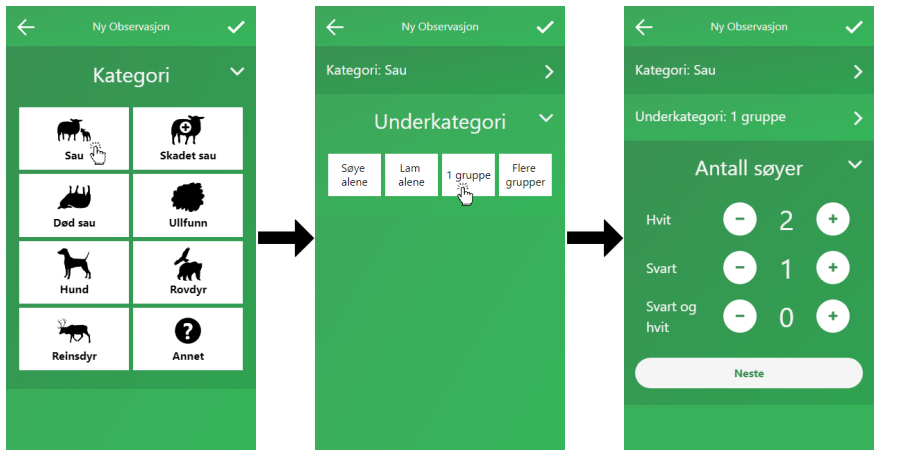 Ny Observasjon
Kategori
Sau
Skadet sau
Død sau
Ullfunn
Hund
Rovdyr
Reinsdyr
Annet
Ny Observasjon
Kategori: Sau
Underkategori
Søye
alene
Lam
alene
1 gruppe
Flere
grupper
Ny Observasjon
Kategori: Sau
Underkategori: 1 gruppe
Antall søyer
Hvit
2
Svart
1
Svart og
hvit
0
Neste